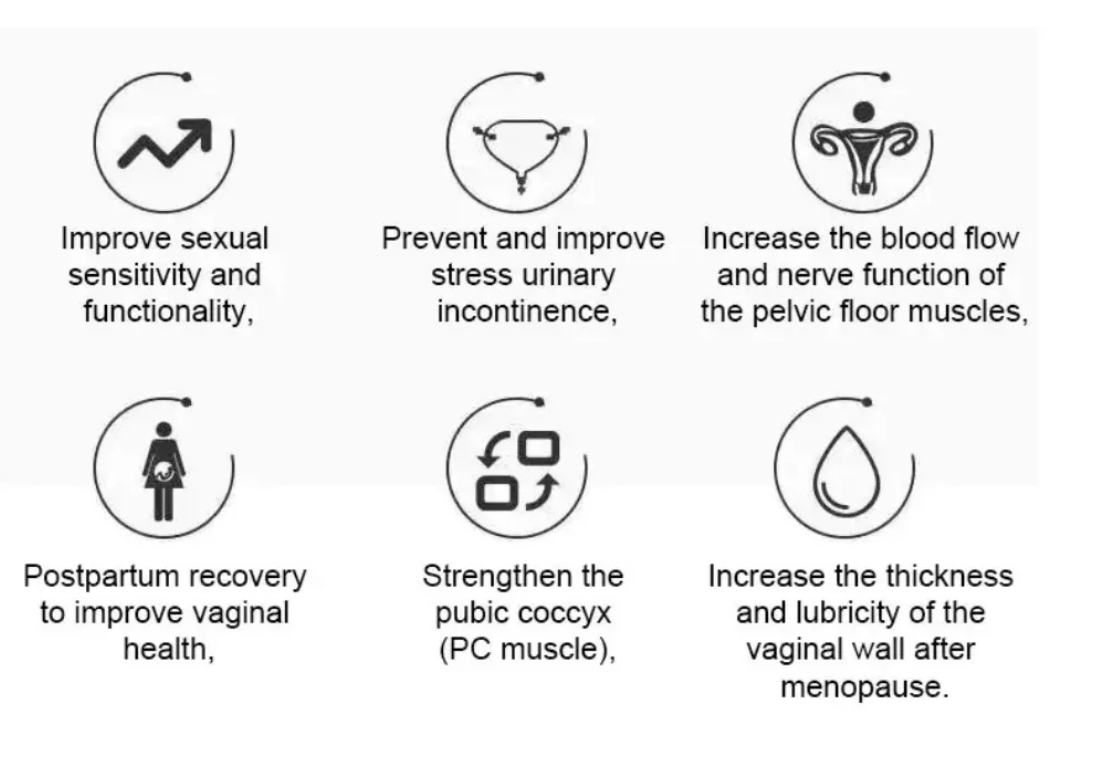 Improve sexual
sensitivity and
functionality,
Prevent and improve
stress urinary
incontinence,
Increase the blood flow
and nerve function of
the pelvic floor muscles,
Postpartum recovery
to improve vaginal
health,
Strengthen the
pubic coccyx
(PC muscle),
Increase the thickness
and lubricity of the
vaginal wall after
menopause.